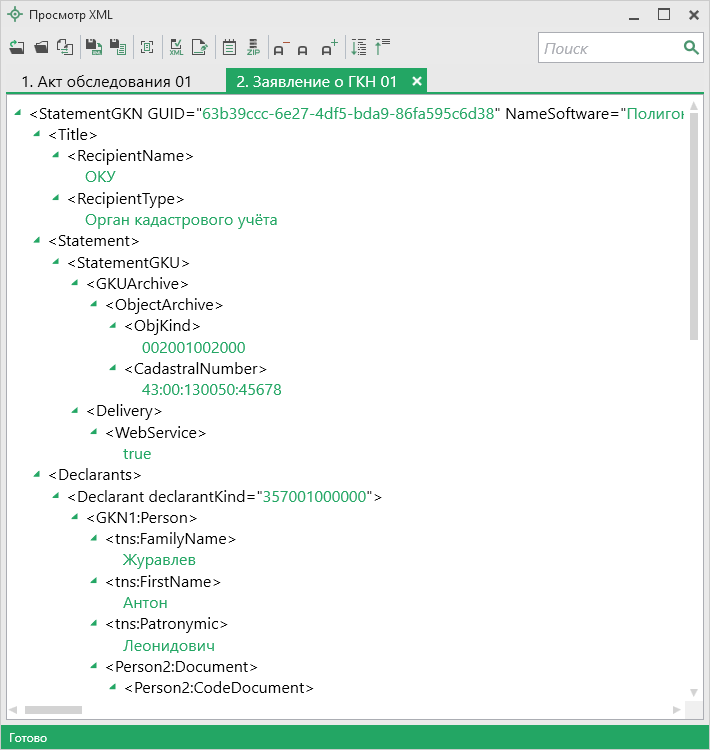 Просмотр XML
XML ZIP a a a
Поиск
1. Акт обследования 01
2. Заявление о ГКН 01
<StatementGKN GUID="63b39ccc-6e27-4df5-bda9-86fa595c6d38" NameSoftware="Полигон
<Title>
<RecipientName>
ОКУ
<RecipientType>
Орган кадастрового учёта
<Statement>
<StatementGKU>
<GKUArchive>
<ObjectArchive>
<ObjKind>
002001002000
<CadastralNumber>
43:00:130050:45678
<Delivery>
<WebService>
true
<Declarants>
<Declarant declarantKind="357001000000">
<GKN1:Person>
<tns:FamilyName>
Журавлев
<tns:FirstName>
Антон
<tns:Patronymic>
Леонидович
<Person2:Document>
<Person2:CodeDocument>
Готово